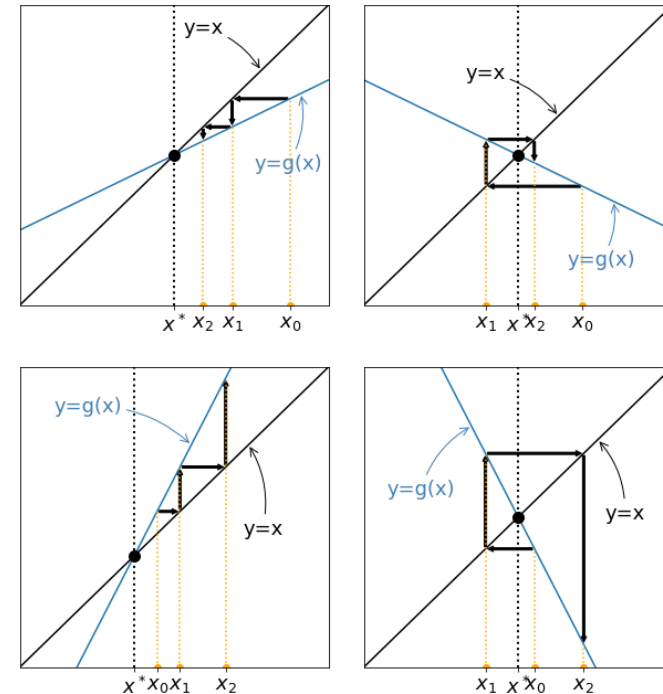 y=x
y=g(x)
x* x₂ x₁ x₀
y=x
y=g(x)
x₁ x* x₂ x₀
y=g(x)
y=x
x* x₀ x₁ x₂
y=g(x)
y=x
x₁ x* x₀ x₂